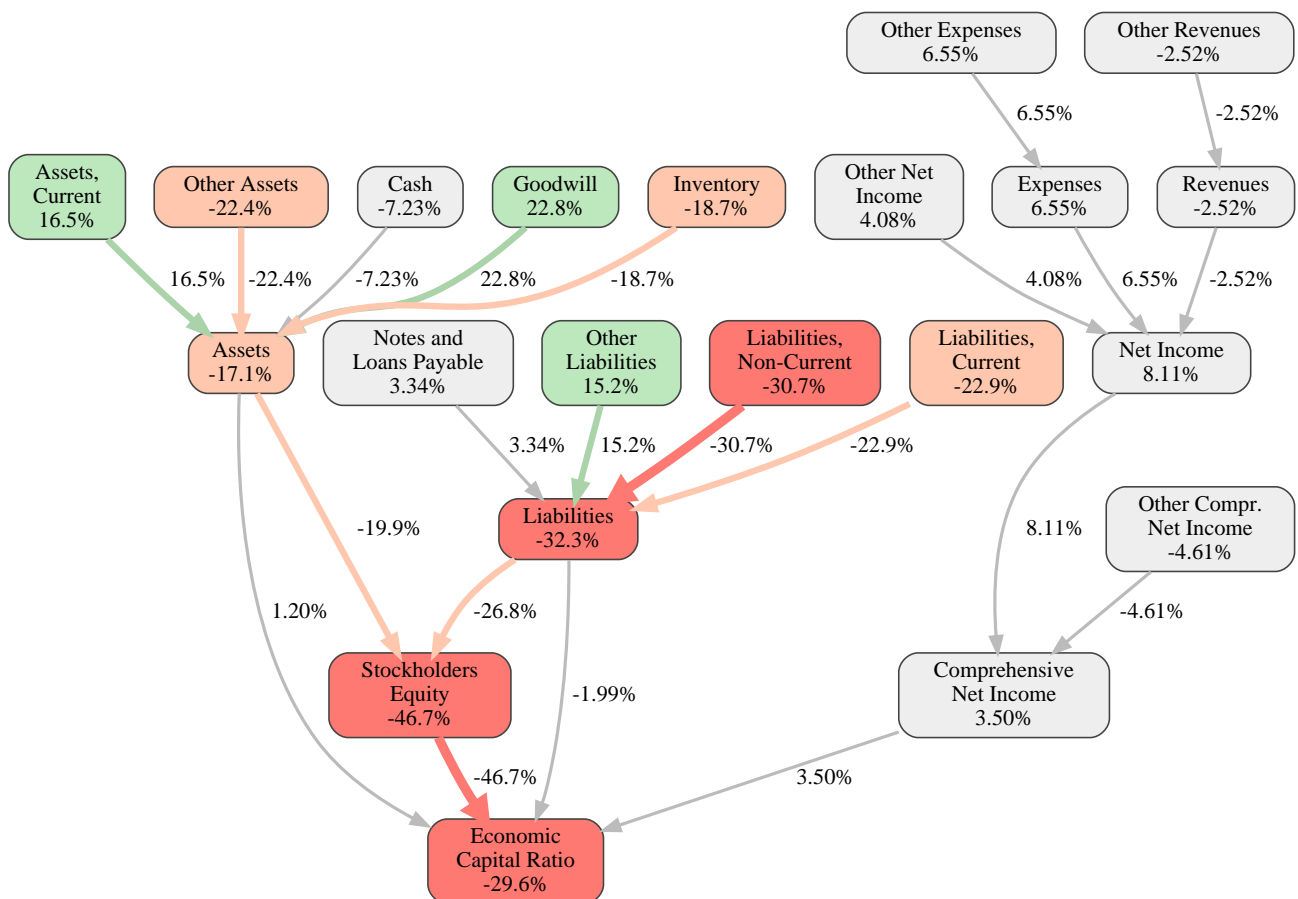 Other Expenses
6.55%
Other Revenues
-2.52%
6.55%
-2.52%
Assets,
Current
16.5%
Other Assets
-22.4%
Cash
-7.23%
Goodwill
22.8%
Inventory
-18.7%
Other Net
Income
4.08%
Expenses
6.55%
Revenues
-2.52%
16.5%
-22.4%
-7.23%
22.8%
-18.7%
4.08%
6.55%
-2.52%
Assets
-17.1%
Notes and
Loans Payable
3.34%
Other
Liabilities
15.2%
Liabilities,
Non-Current
-30.7%
Liabilities,
Current
-22.9%
Net Income
8.11%
3.34%
15.2%
-30.7%
-22.9%
Liabilities
-32.3%
Other Compr.
Net Income
-4.61%
-19.9%
8.11%
1.20%
-26.8%
-4.61%
Stockholders
Equity
-46.7%
-1.99%
Comprehensive
Net Income
3.50%
-46.7%
3.50%
Economic
Capital Ratio
-29.6%